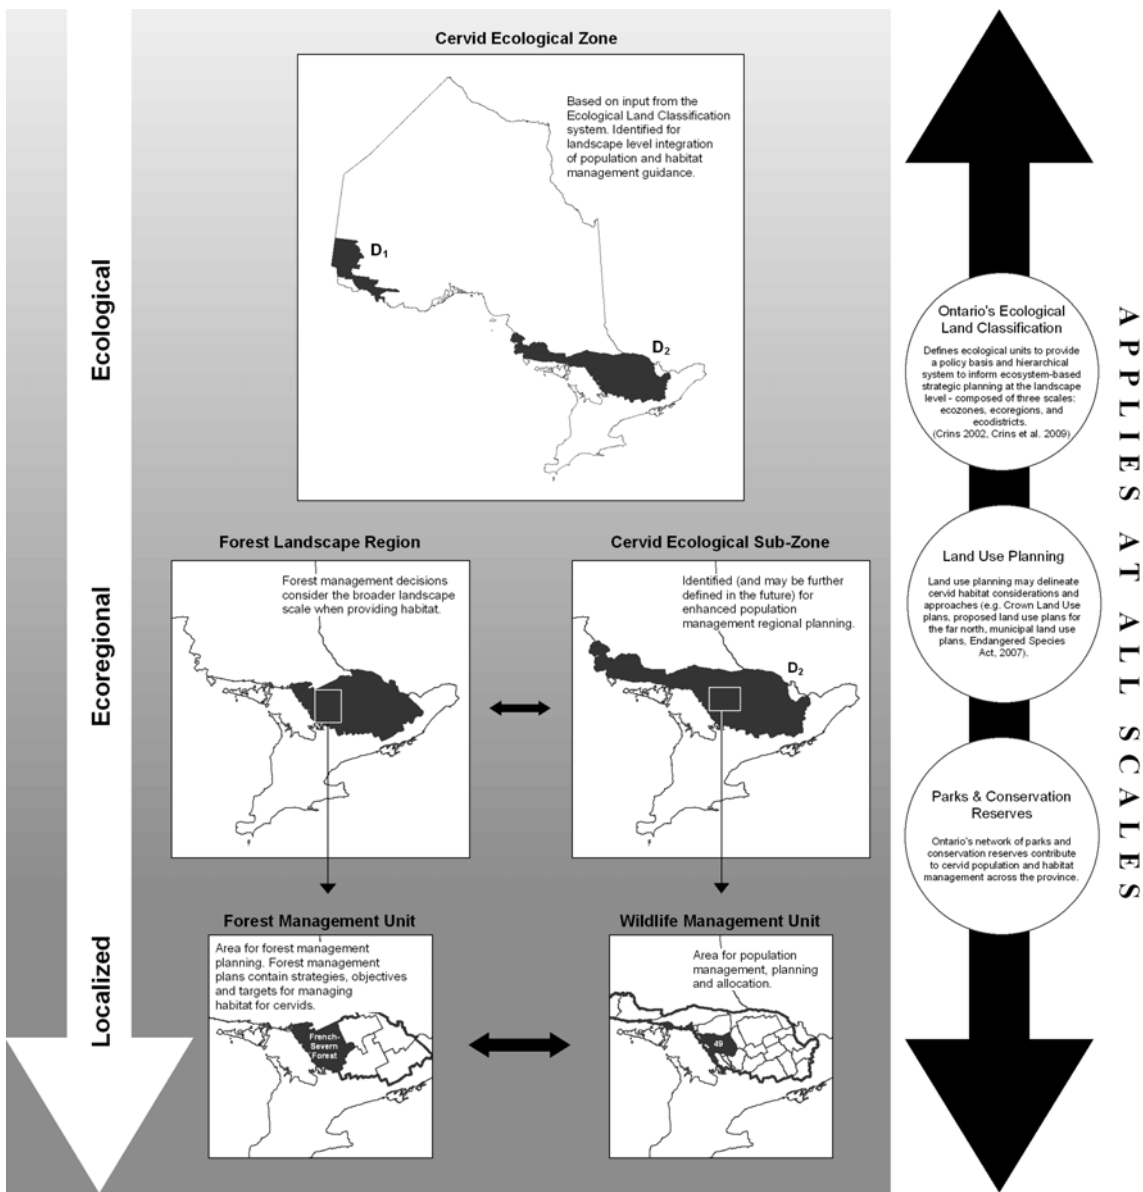 Cervid Ecological Zone
Based on input from the
Ecological Land Classification
system. Identified for
landscape level integration
of population and habitat
management guidance.
D1
D2
Ecological
Forest Landscape Region
Forest management decisions
consider the broader landscape
scale when providing habitat.
Cervid Ecological Sub-Zone
Identified (and may be further
defined in the future) for
enhanced population
management regional planning.
D2
Ecoregional
Forest Management Unit
Area for forest management
planning. Forest management
plans contain strategies, objectives
and targets for managing
habitat for cervids.
French-
Severn
Forest
Wildlife Management Unit
Area for population
management, planning
and allocation.
49
Localized
Ontario's Ecological
Land Classification
Defines ecological units to provide
a policy basis and hierarchical
system to inform ecosystem-based
strategic planning at the landscape
level - composed of three scales:
ecozones, ecoregions, and
ecodistricts.
(Crins 2002, Crins et al. 2009)
Land Use Planning
Land use planning may delineate
cervid habitat considerations and
approaches (e.g. Crown Land Use
plans, proposed land use plans for
the far north, municipal land use
plans, Endangered Species
Act, 2007).
Parks & Conservation
Reserves
Ontario's network of parks and
conservation reserves contribute
to cervid population and habitat
management across the province.
APPLIES AT ALL SCALES